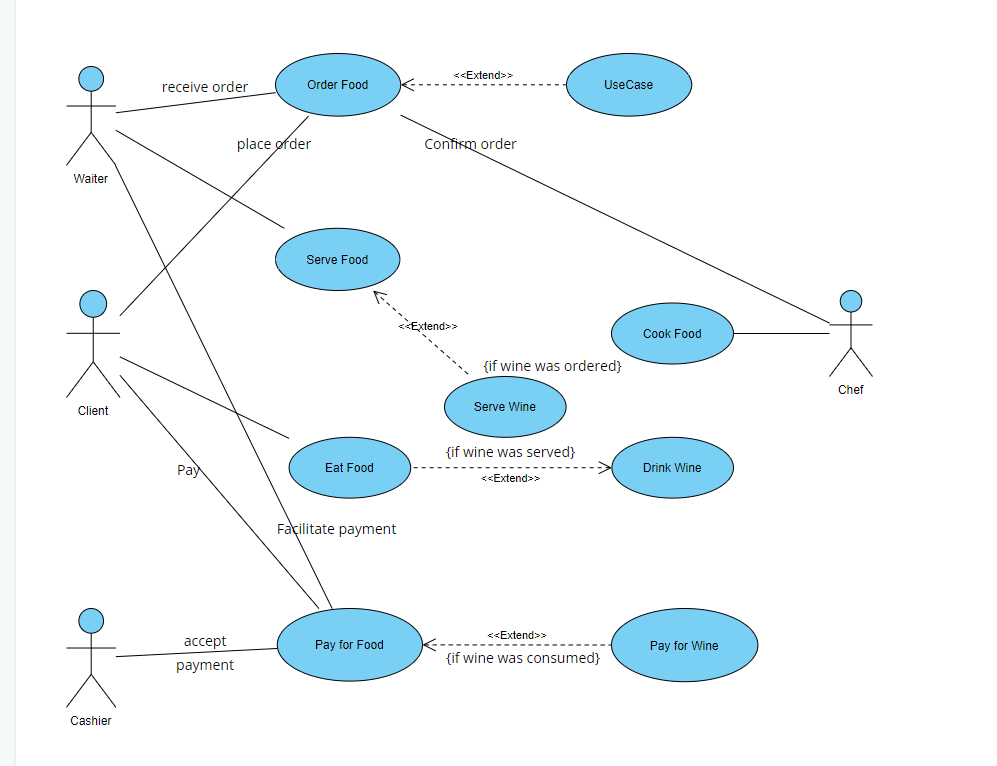 <<Extend>>
receive order
Order Food
UseCase
place order
Confirm order
Waiter
Serve Food
<<Extend>>
Cook Food
{if wine was ordered}
Chef
Client
Serve Wine
{if wine was served}
Pay
Eat Food
Drink Wine
<<Extend>>
Facilitate payment
<<Extend>>
accept
payment
Pay for Food
Pay for Wine
{if wine was consumed}
Cashier